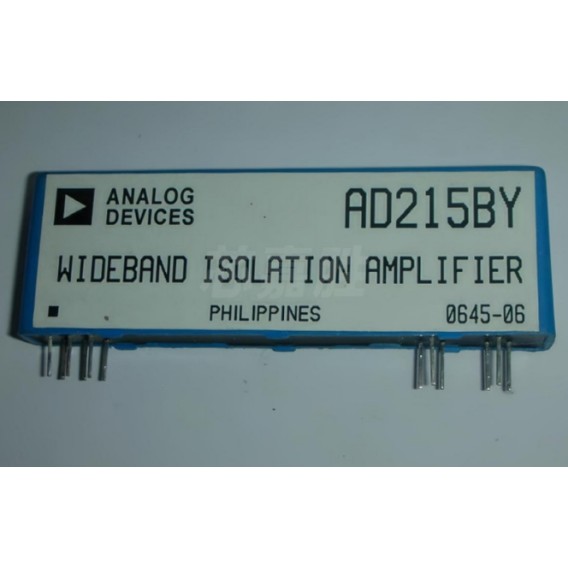 ANALOG
DEVICES
AD215BY
WIDEBAND ISOLATION AMPLIFIER
PHILIPPINES
0645-06